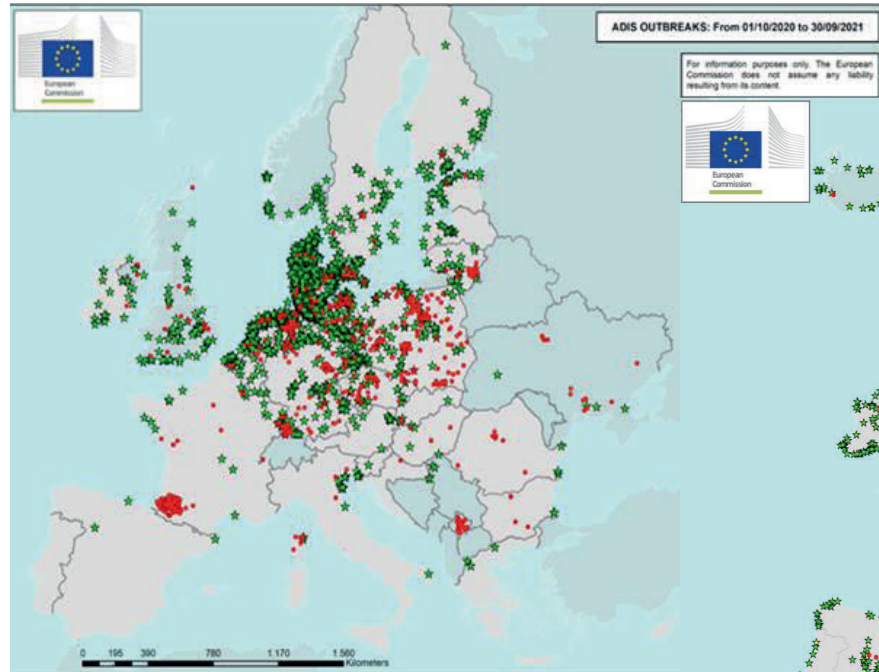 European
Commission
ADIS OUTBREAKS: From 01/10/2020 to 30/09/2021
For information purposes only. The European
Commission does not assume any liability
resulting from its content.
European
Commission
0 195 390 780 1.170 1.560
Kilometers